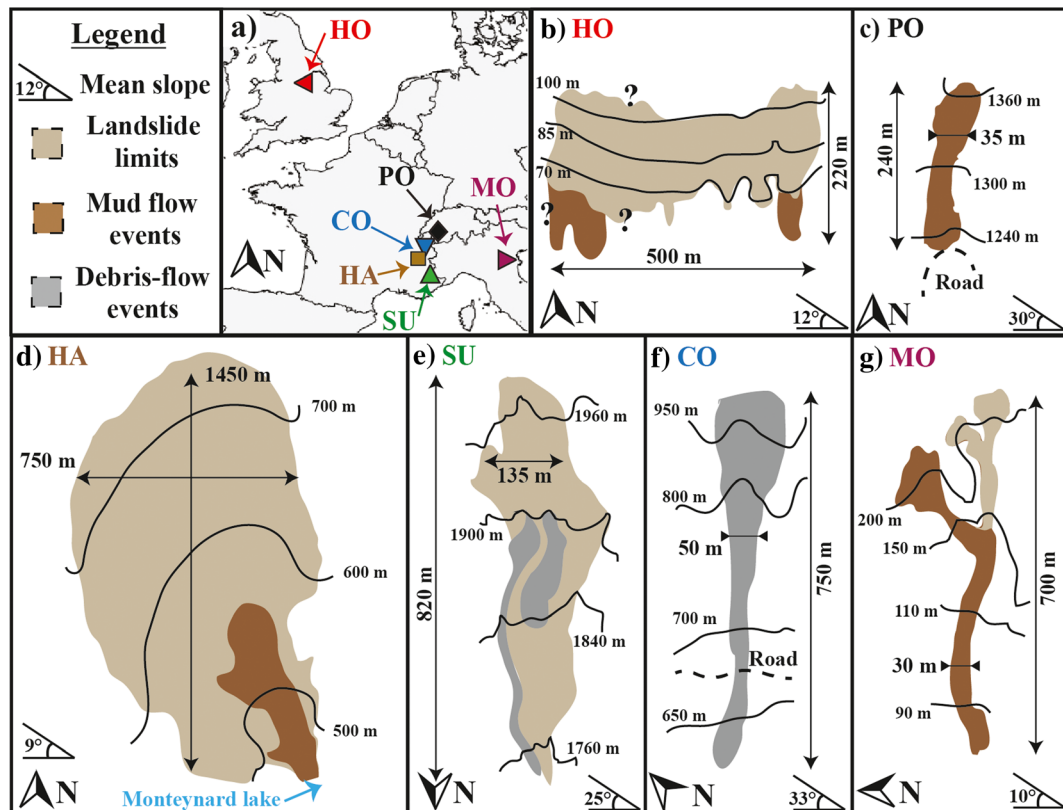 Legend
12° Mean slope
Landslide
limits
Mud flow
events
Debris-flow
events
a)
HO
PO
MO
CO
HA
SU
N
b) HO
100 m
?
85 m
70 m
?
?
220 m
500 m
N
12°
c) PO
1360 m
240 m
35 m
1300 m
1240 m
Road
N
30°
d) HA
1450 m
700 m
750 m
600 m
500 m
9°
N
Monteynard lake
e) SU
1960 m
135 m
1900 m
820 m
1840 m
1760 m
N
25°
f) CO
950 m
800 m
50 m
750 m
700 m
Road
650 m
N
33°
g) MO
200 m
150 m
700 m
110 m
30 m
90 m
N
10°